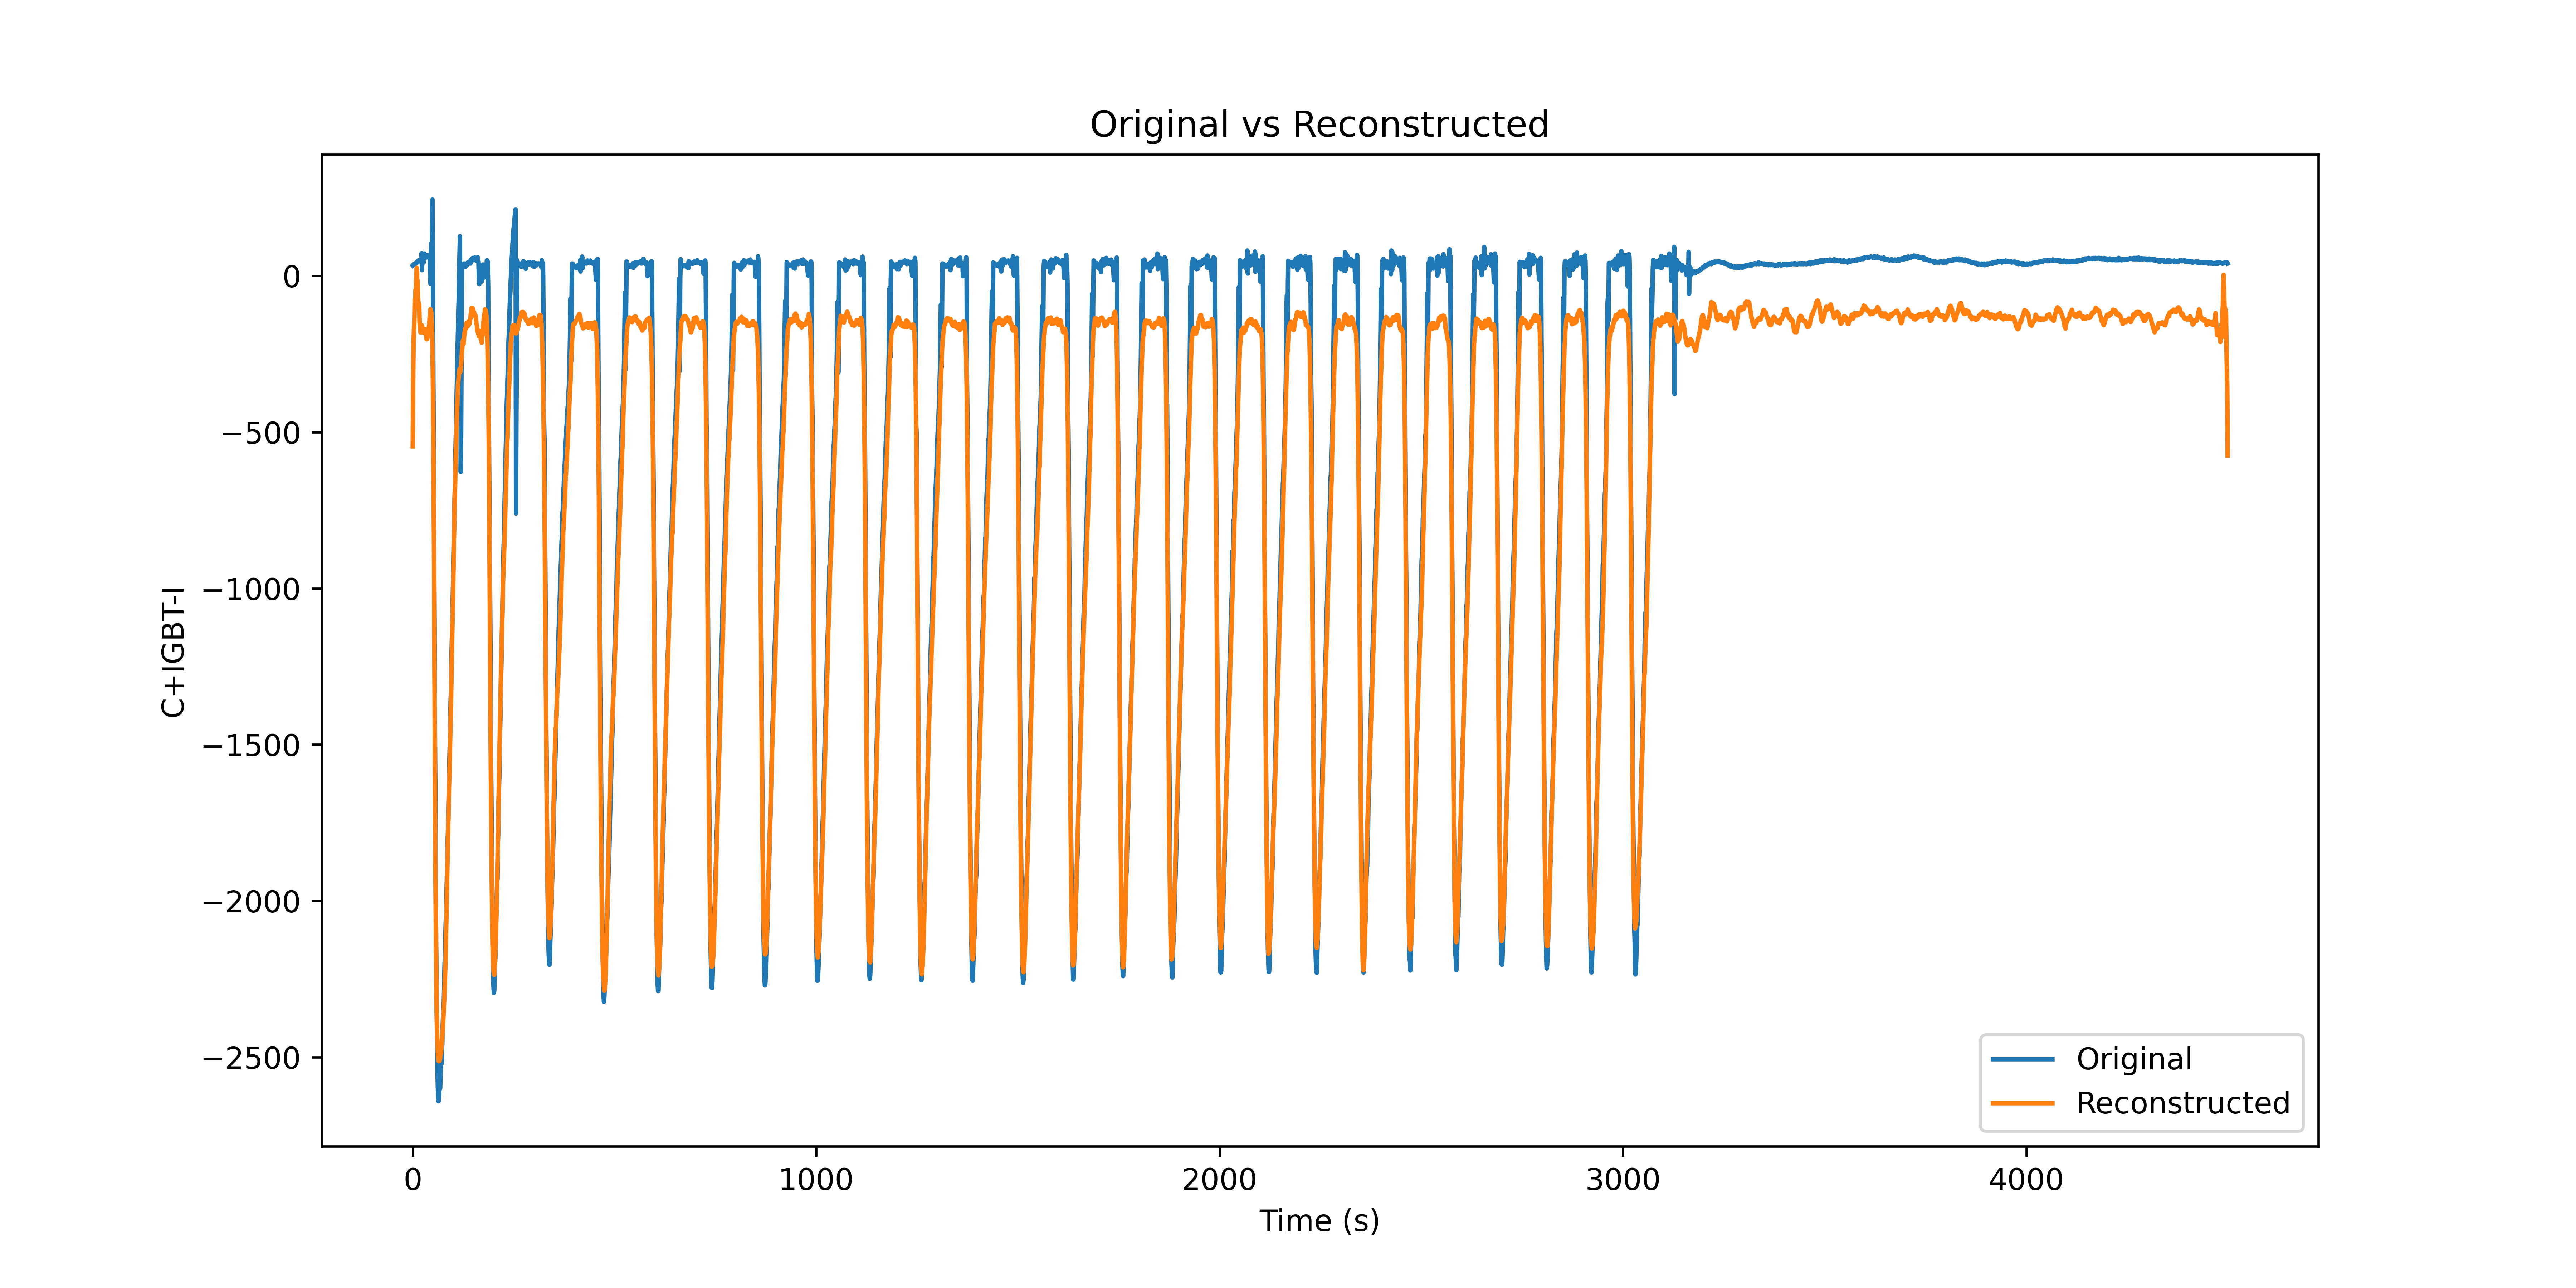 Original vs Reconstructed
C+IGBT-I
0
−500
−1000
−1500
−2000
−2500
0
1000
2000
3000
4000
Time (s)
Original
Reconstructed